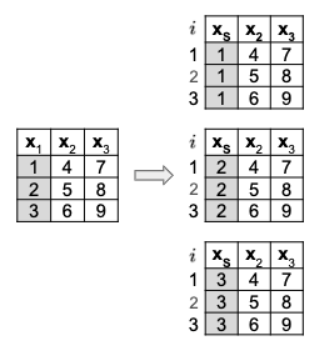 i x_S x_2 x_3
1 1 4 7
2 1 5 8
3 1 6 9
x_1 x_2 x_3
1 4 7
2 5 8
3 6 9
i x_S x_2 x_3
1 2 4 7
2 2 5 8
3 2 6 9
i x_S x_2 x_3
1 3 4 7
2 3 5 8
3 3 6 9